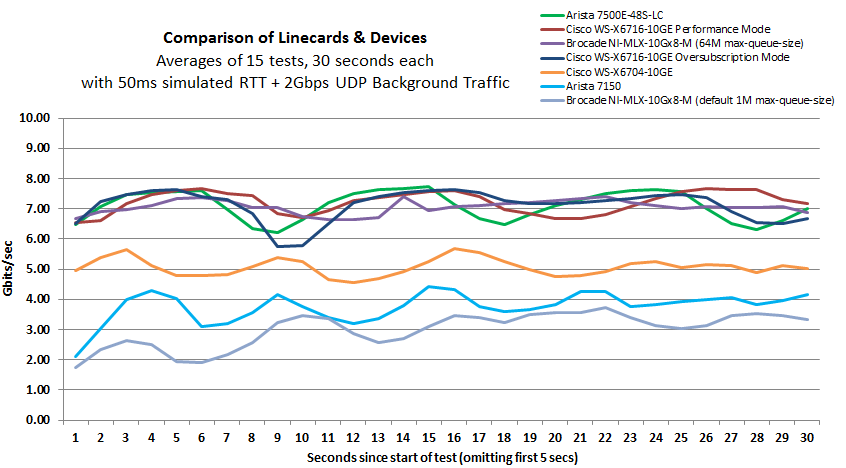 Comparison of Linecards & Devices
Averages of 15 tests, 30 seconds each
with 50ms simulated RTT + 2Gbps UDP Background Traffic
Arista 7500E-48S-LC
Cisco WS-X6716-10GE Performance Mode
Brocade NI-MLX-10Gx8-M (64M max-queue-size)
Cisco WS-X6716-10GE Oversubscription Mode
Cisco WS-X6704-10GE
Arista 7150
Brocade NI-MLX-10Gx8-M (default 1M max-queue-size)
Gbits/sec
10.00
9.00
8.00
7.00
6.00
5.00
4.00
3.00
2.00
1.00
0.00
1 2 3 4 5 6 7 8 9 10 11 12 13 14 15 16 17 18 19 20 21 22 23 24 25 26 27 28 29 30
Seconds since start of test (omitting first 5 secs)